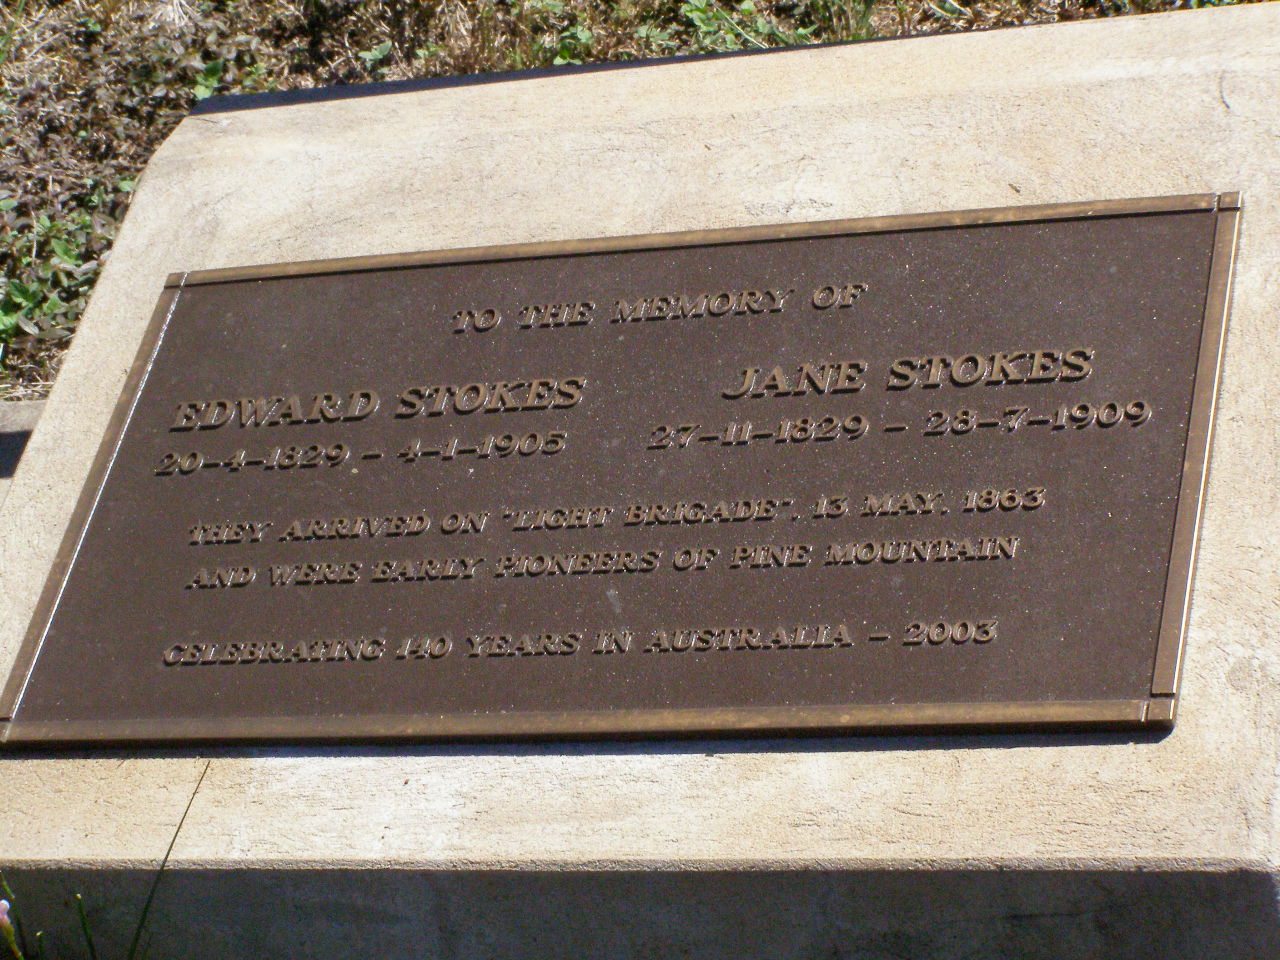 TO THE MEMORY OF
EDWARD STOKES JANE STOKES
20-4-1829 - 4-1-1905 27-11-1829 - 28-7-1909
THEY ARRIVED ON "LIGHT BRIGADE", 13 MAY, 1863
AND WERE EARLY PIONEERS OF PINE MOUNTAIN
CELEBRATING 140 YEARS IN AUSTRALIA - 2003